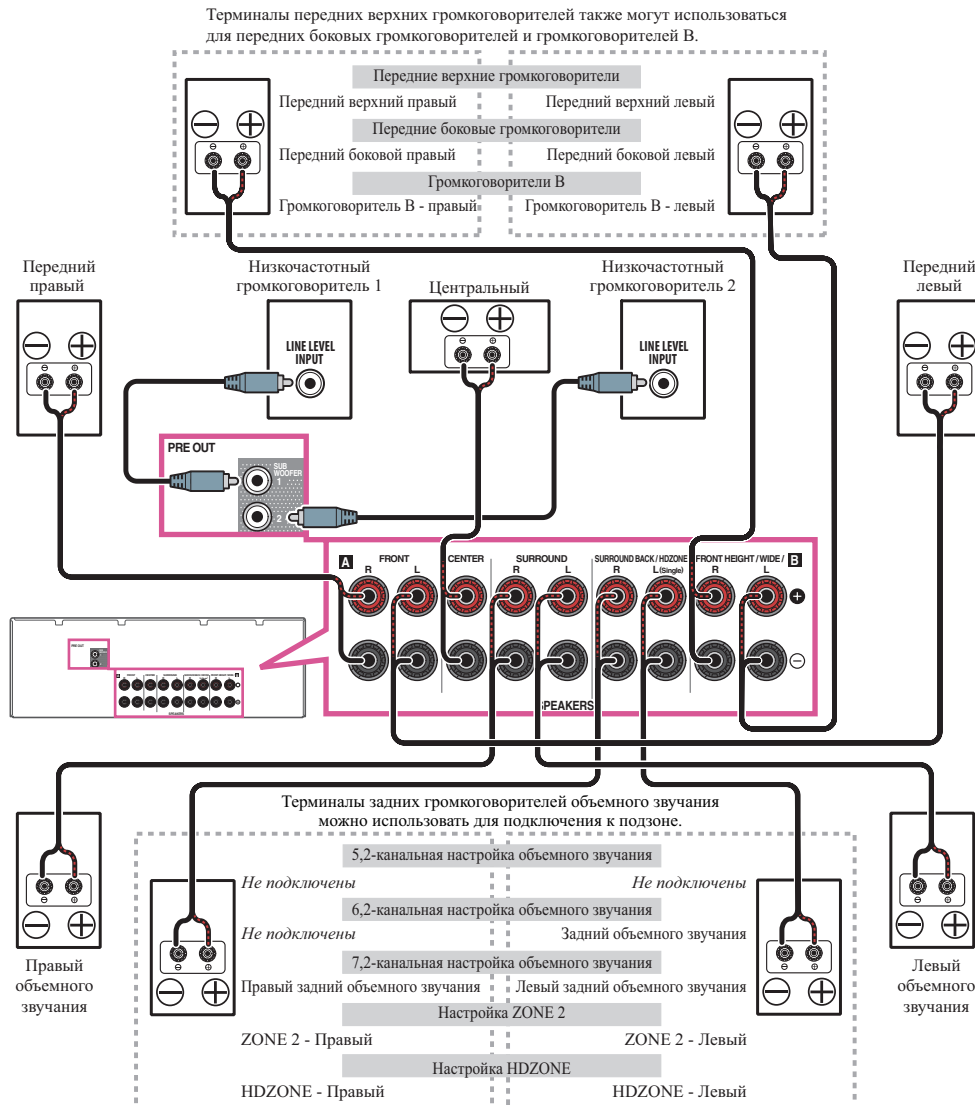 Терминалы передних верхних громкоговорителей также могут использоваться
для передних боковых громкоговорителей и громкоговорителей B.
Передние верхние громкоговорители
Передний верхний правый
Передний верхний левый
Передние боковые громкоговорители
Передний боковой правый
Передний боковой левый
Громкоговорители B
Громкоговоритель B - правый
Громкоговоритель B - левый
Передний
правый
Низкочастотный
громкоговоритель 1
Центральный
Низкочастотный
громкоговоритель 2
Передний
левый
LINE LEVEL
INPUT
LINE LEVEL
INPUT
PRE OUT
SUB
WOOFER
1
2
A
FRONT
CENTER
SURROUND
SURROUND BACK / HDZONE
FRONT HEIGHT / WIDE /
B
R
L
R
L
R
L (Single)
R
L
SPEAKERS
PRE OUT
SPEAKERS
Терминалы задних громкоговорителей объемного звучания
можно использовать для подключения к подзоне.
5,2-канальная настройка объемного звучания
Не подключены
Не подключены
6,2-канальная настройка объемного звучания
Не подключены
Задний объемного звучания
7,2-канальная настройка объемного звучания
Правый задний объемного звучания
Левый задний объемного звучания
Настройка ZONE 2
ZONE 2 - Правый
ZONE 2 - Левый
Настройка HDZONE
HDZONE - Правый
HDZONE - Левый
Правый
объемного
звучания
Левый
объемного
звучания